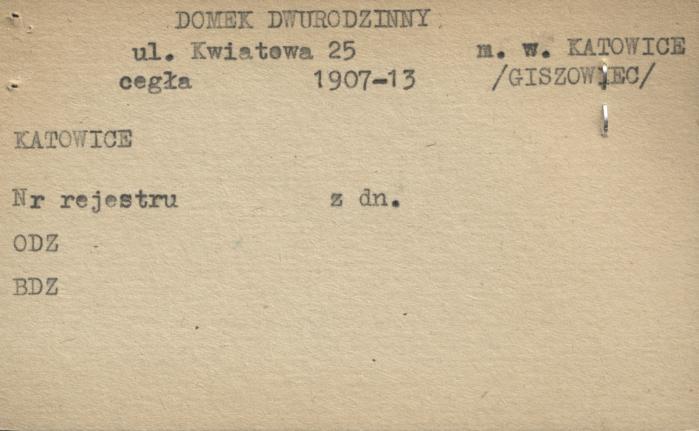 DOMEK DWURODZINNY
ul. Kwiatowa 25 m. w. KATOWICE
cegła 1907-13 /GISZOWIEC/
KATOWICE
Nr rejestru z dn.
ODZ
BDZ